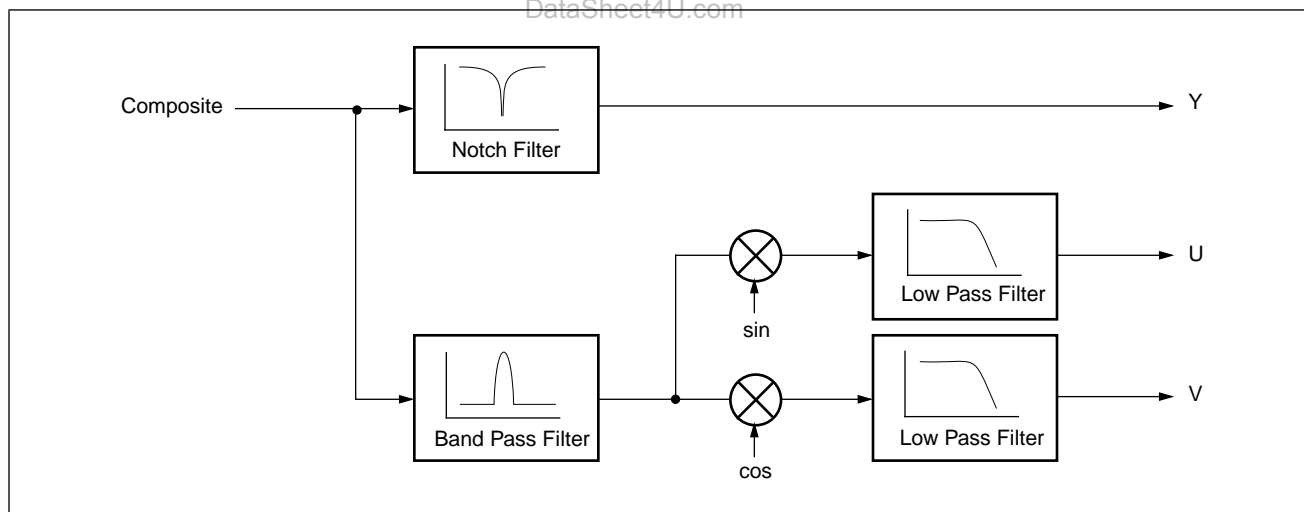 DataSheet4U.com
Composite
Notch Filter
Y
Low Pass Filter
U
sin
Band Pass Filter
Low Pass Filter
V
cos